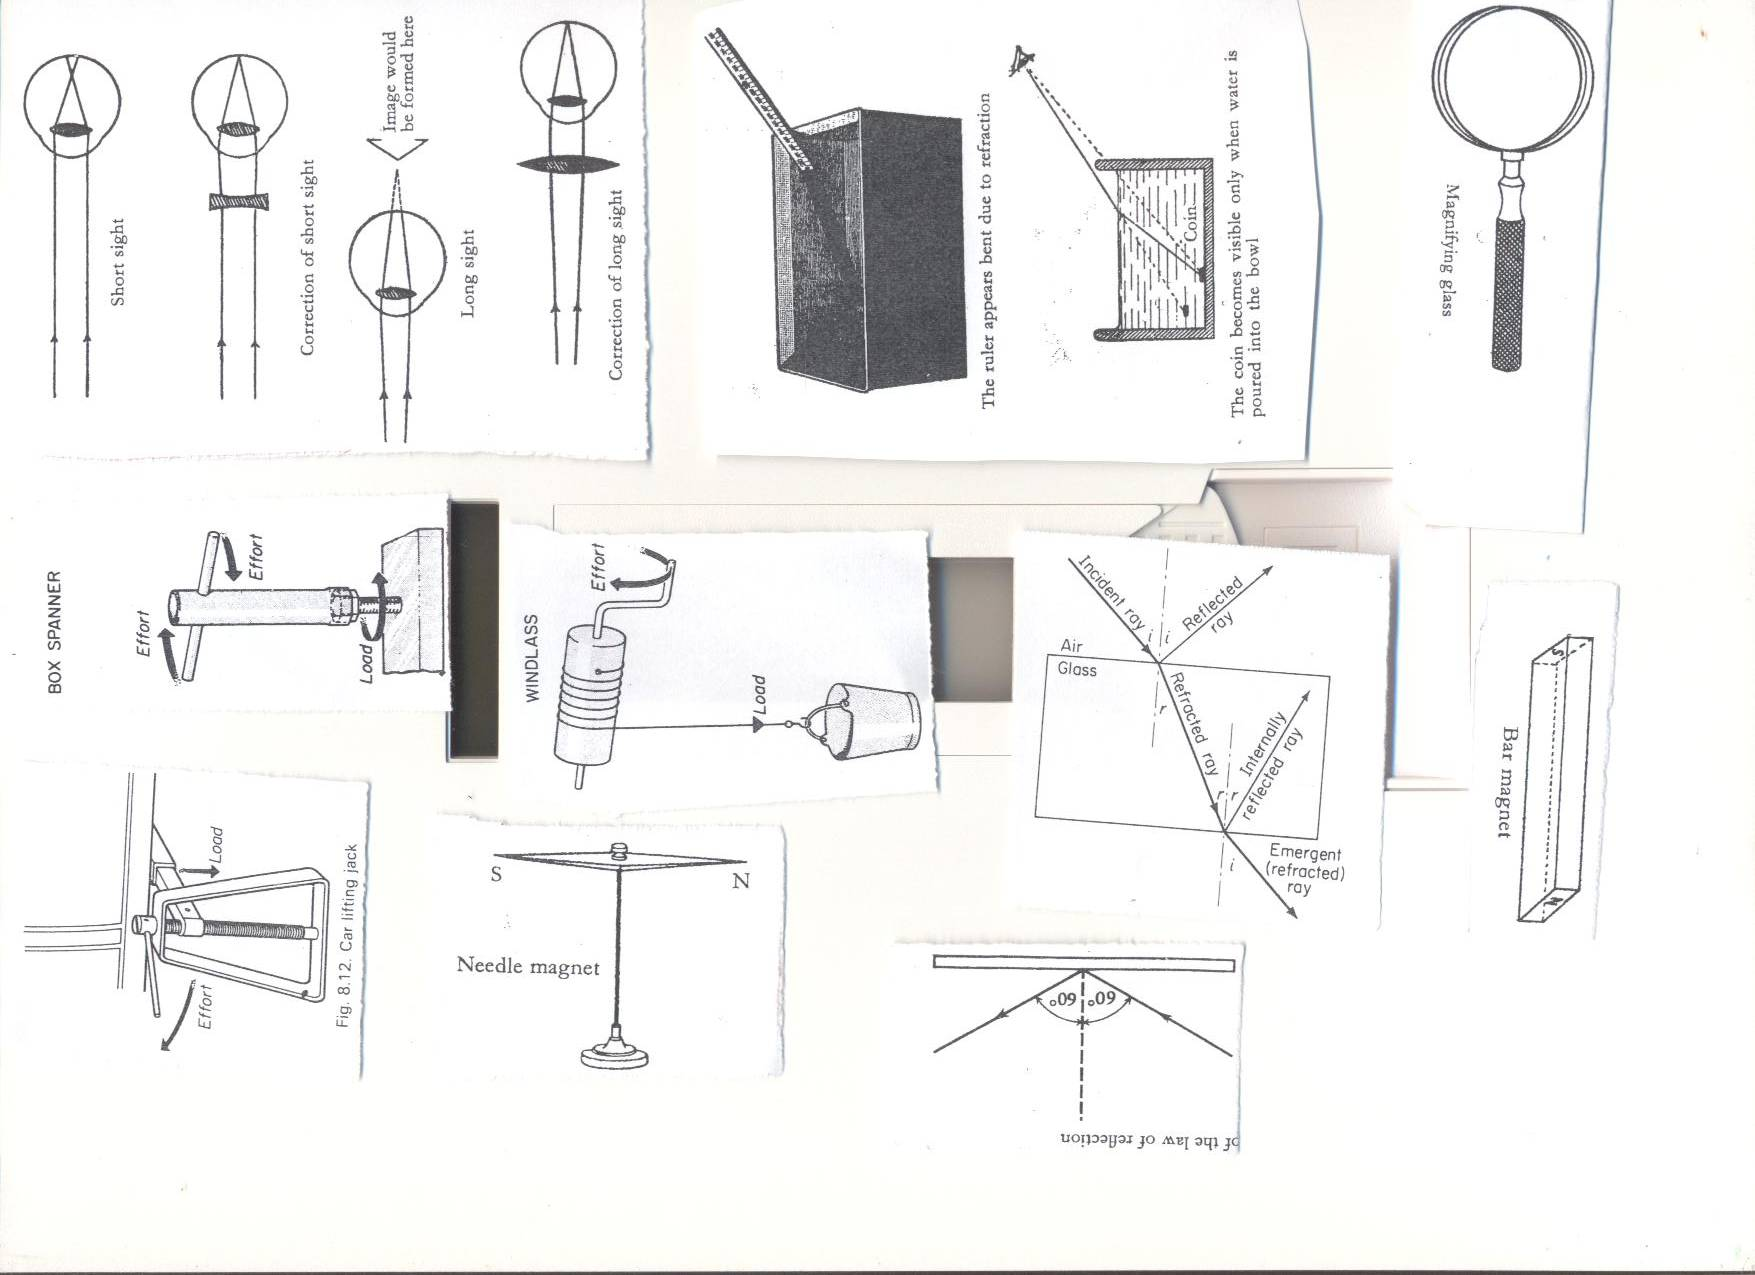 Short sight
Correction of short sight
Image would
be formed here
Long sight
Correction of long sight
The ruler appears bent due to refraction
Coin
The coin becomes visible only when water is
poured into the bowl
Magnifying glass
BOX SPANNER
Effort
Effort
Load
WINDLASS
Effort
Load
Incident ray
Reflected
ray
Air
Glass
i
i
r
Refracted ray
r
r
Internally
reflected ray
i
Emergent
(refracted)
ray
Bar magnet
S
N
Load
Effort
Fig. 8.12. Car lifting jack
S
N
Needle magnet
60°
60°
of the law of reflection